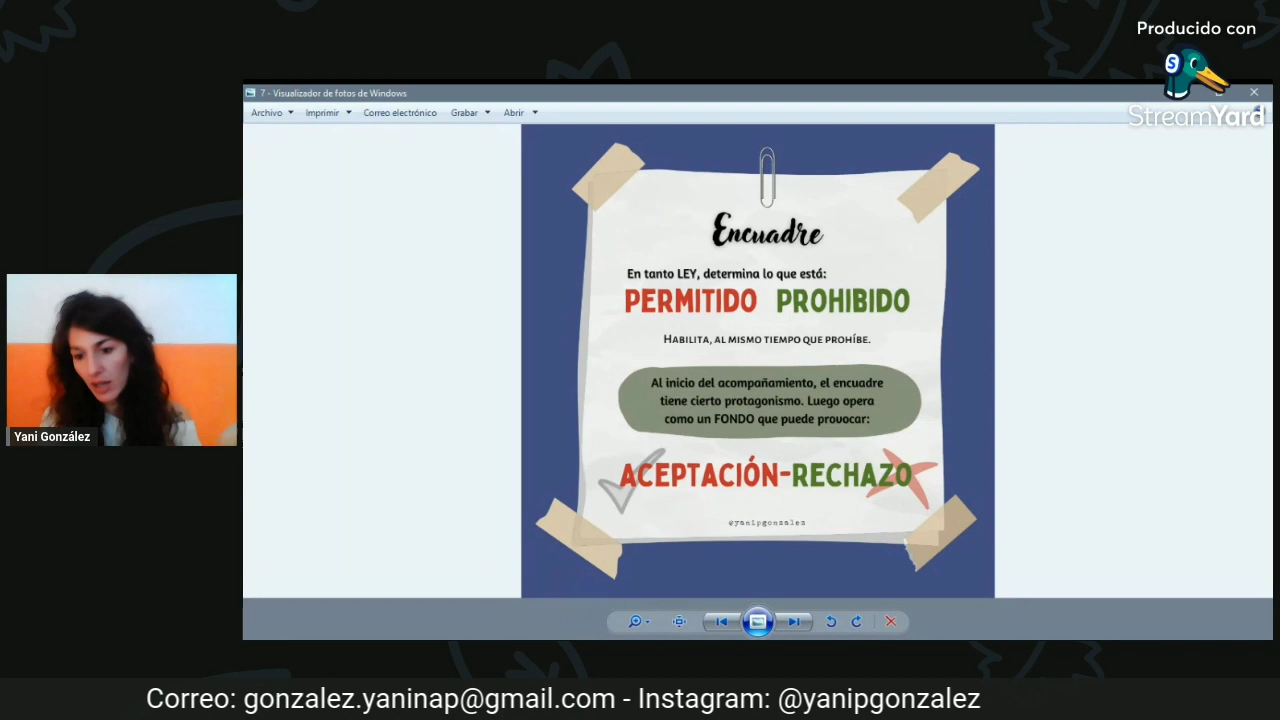 Producido con
S
StreamYard
7 - Visualizador de fotos de Windows
Archivo Imprimir Correo electrónico Grabar Abrir
Encuadre
En tanto LEY, determina lo que está:
PERMITIDO PROHIBIDO
HABILITA, AL MISMO TIEMPO QUE PROHÍBE.
Al inicio del acompañamiento, el encuadre
tiene cierto protagonismo. Luego opera
como un FONDO que puede provocar:
ACEPTACIÓN-RECHAZO
@yanipgonzalez
Yani González
Correo: gonzalez.yaninap@gmail.com - Instagram: @yanipgonzalez